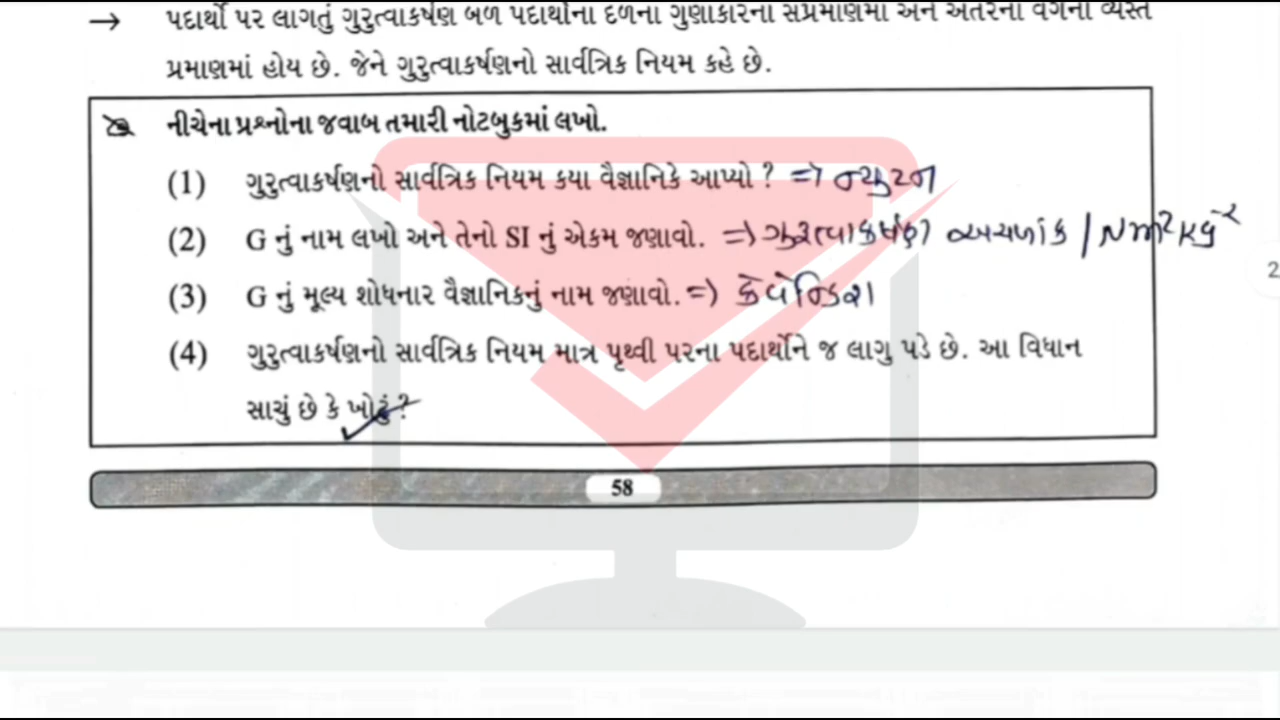 → પદાર્થો પર લાગતું ગુરુત્વાકર્ષણ બળ પદાર્થોના દળના ગુણાકારના સપ્રમાણમાં અને અંતરના વર્ગના વ્યસ્ત
પ્રમાણમાં હોય છે. જેને ગુરુત્વાકર્ષણનો સાર્વત્રિક નિયમ કહે છે.
નીચેના પ્રશ્નોના જવાબ તમારી નોટબુકમાં લખો.
(1) ગુરુત્વાકર્ષણનો સાર્વત્રિક નિયમ કયા વૈજ્ઞાનિકે આપ્યો ? => ન્યુટન
(2) G નું નામ લખો અને તેનો SI નું એકમ જણાવો. => ગુરુત્વાકર્ષણી અચળાંક / Nm² kg⁻²
(3) G નું મૂલ્ય શોધનાર વૈજ્ઞાનિકનું નામ જણાવો. => કેવેન્ડિશ
(4) ગુરુત્વાકર્ષણનો સાર્વત્રિક નિયમ માત્ર પૃથ્વી પરના પદાર્થોને જ લાગુ પડે છે. આ વિધાન
સાચું છે કે ખોટું ?
58
2